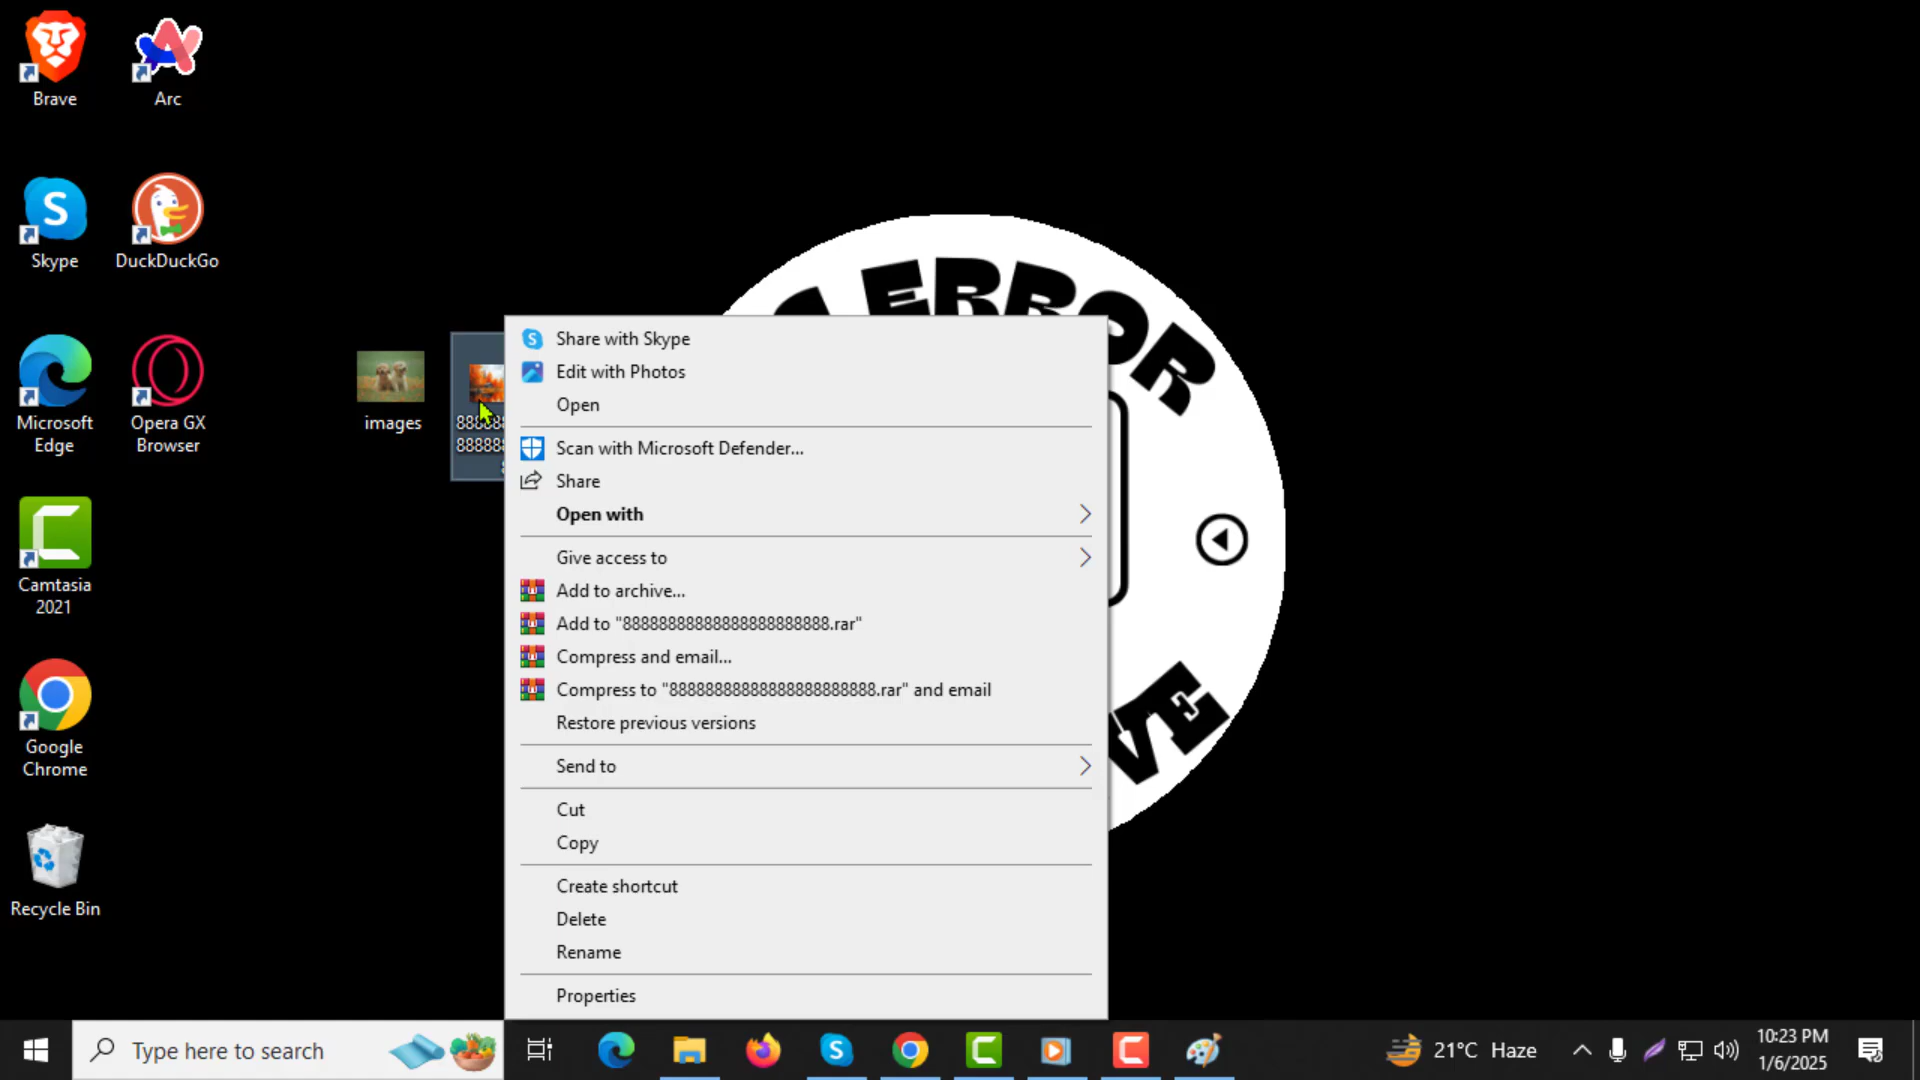 Brave
Arc
Skype
DuckDuckGo
Microsoft
Edge
Opera GX
Browser
Camtasia
2021
Google
Chrome
Recycle Bin
images
ERROR
Share with Skype
Edit with Photos
Open
Scan with Microsoft Defender...
Share
Open with
Give access to
Add to archive...
Add to "88888888888888888888888.rar"
Compress and email...
Compress to "88888888888888888888888.rar" and email
Restore previous versions
Send to
Cut
Copy
Create shortcut
Delete
Rename
Properties
Type here to search
21°C Haze
10:23 PM
1/6/2025